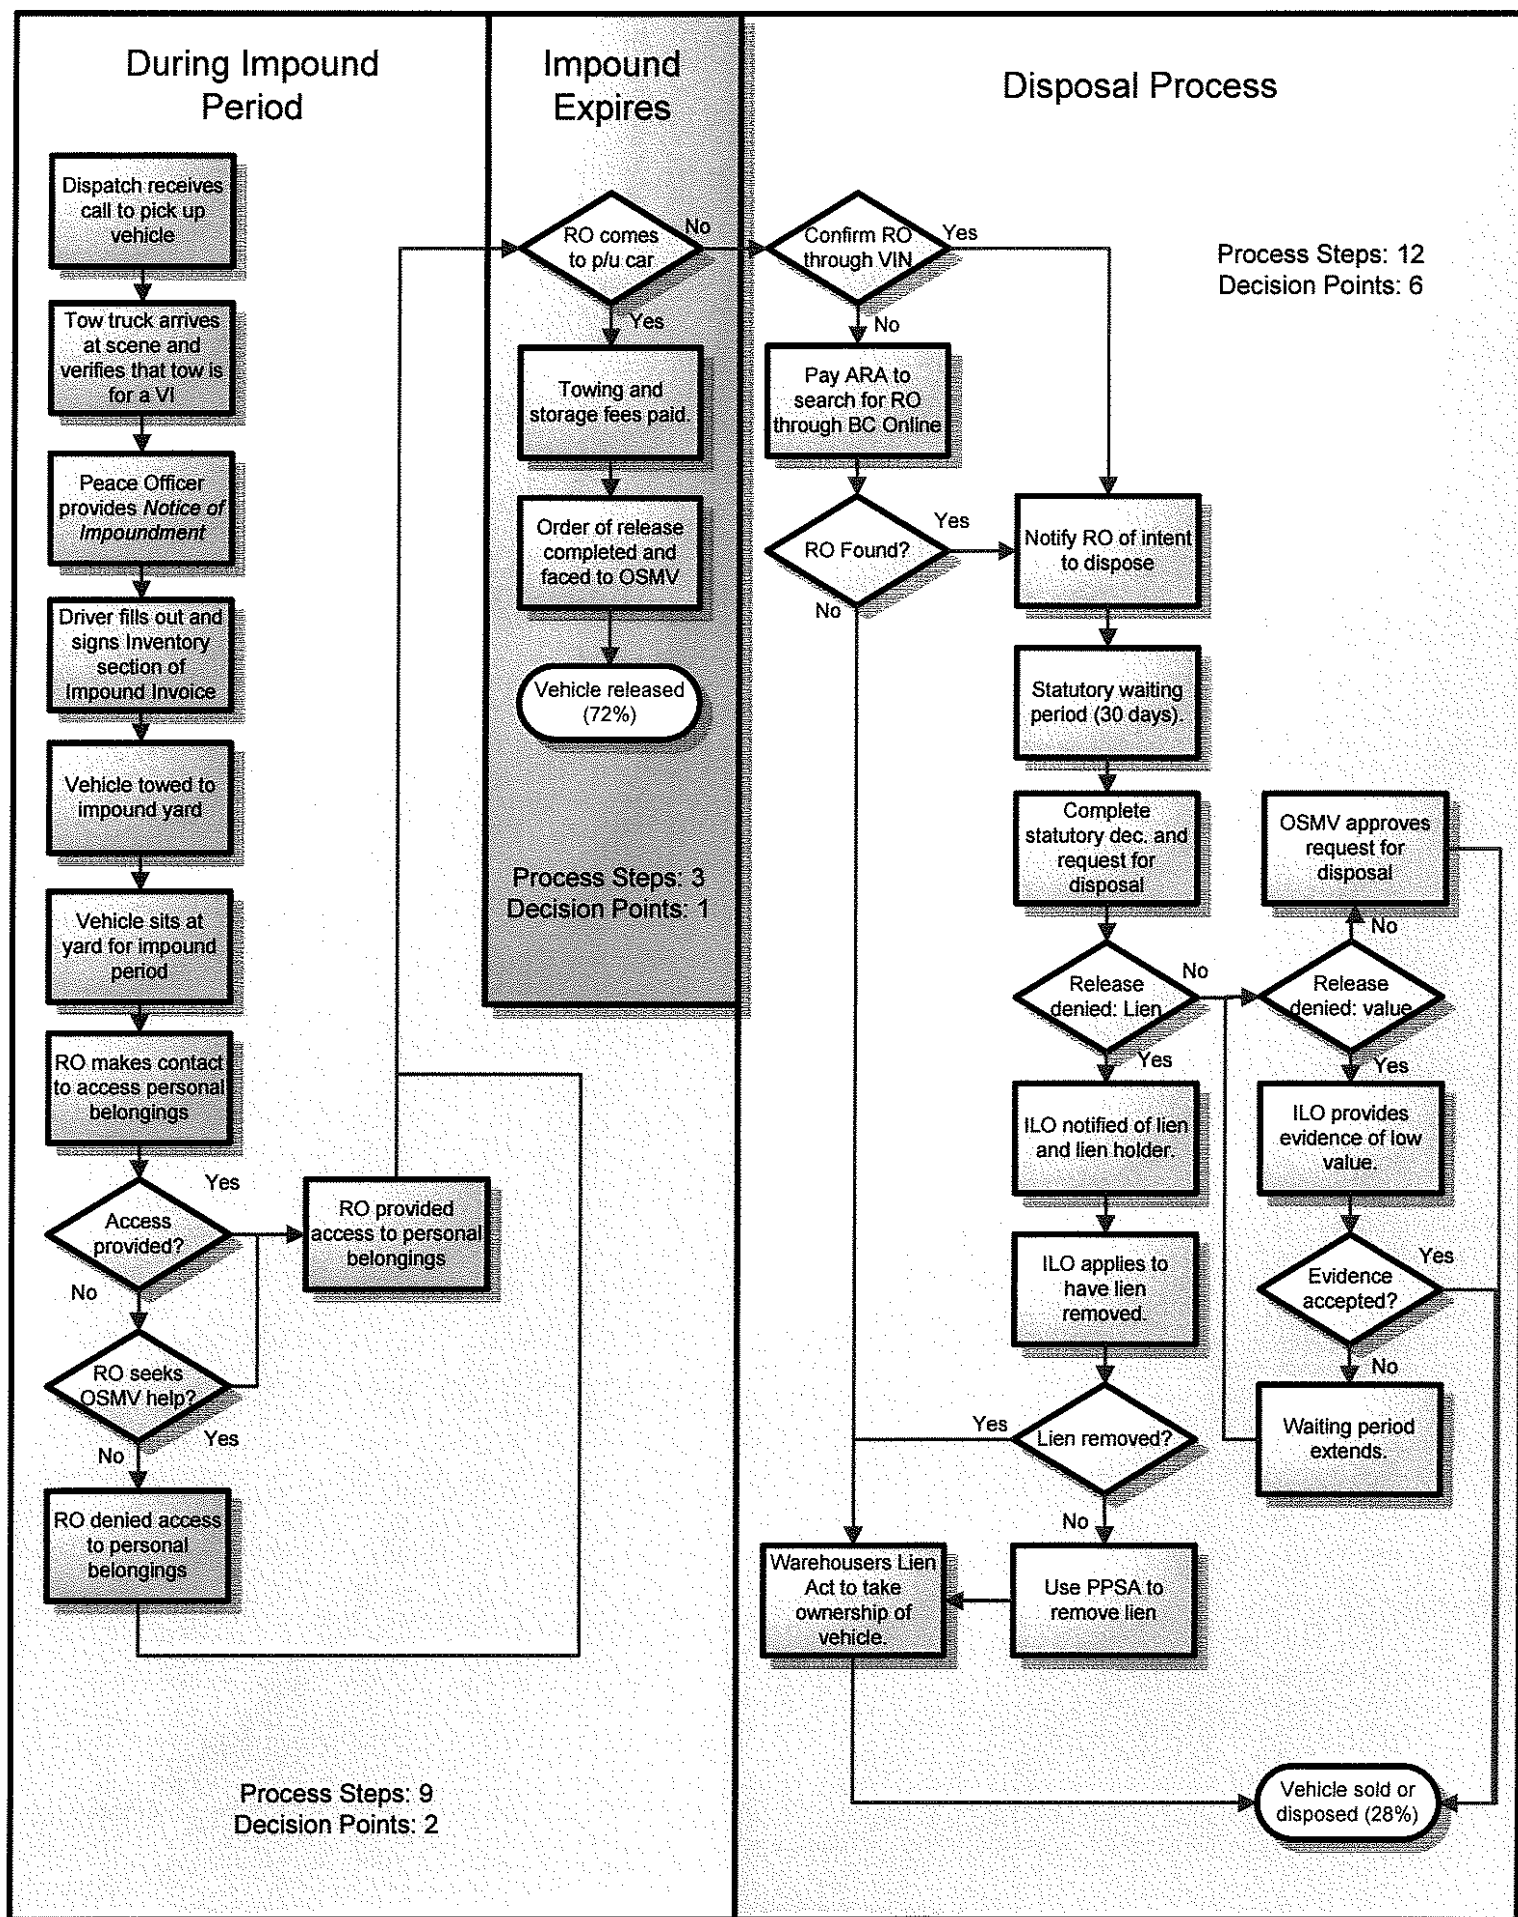 During Impound
Period
Dispatch receives
call to pick up
vehicle
Tow truck arrives
at scene and
verifies that tow is
for a VI
Peace Officer
provides Notice of
Impoundment
Driver fills out and
signs Inventory
section of
Impound Invoice
Vehicle towed to
impound yard
Vehicle sits at
yard for impound
period
RO makes contact
to access personal
belongings
Access
provided?
Yes
No
RO provided
access to personal
belongings
RO seeks
OSMV help?
Yes
No
RO denied access
to personal
belongings
Process Steps: 9
Decision Points: 2
Impound
Expires
RO comes
to p/u car
No
Yes
Towing and
storage fees paid.
Order of release
completed and
faced to OSMV
Vehicle released
(72%)
Process Steps: 3
Decision Points: 1
Disposal Process
Process Steps: 12
Decision Points: 6
Confirm RO
through VIN
Yes
No
Pay ARA to
search for RO
through BC Online
RO Found?
Yes
No
Notify RO of intent
to dispose
Statutory waiting
period (30 days).
Complete
statutory dec. and
request for
disposal
OSMV approves
request for
disposal
Release
denied: Lien
No
Yes
Release
denied: value
No
Yes
ILO notified of lien
and lien holder.
ILO provides
evidence of low
value.
ILO applies to
have lien
removed.
Evidence
accepted?
Yes
No
Waiting period
extends.
Lien removed?
Yes
No
Warehousers Lien
Act to take
ownership of
vehicle.
Use PPSA to
remove lien
Vehicle sold or
disposed (28%)